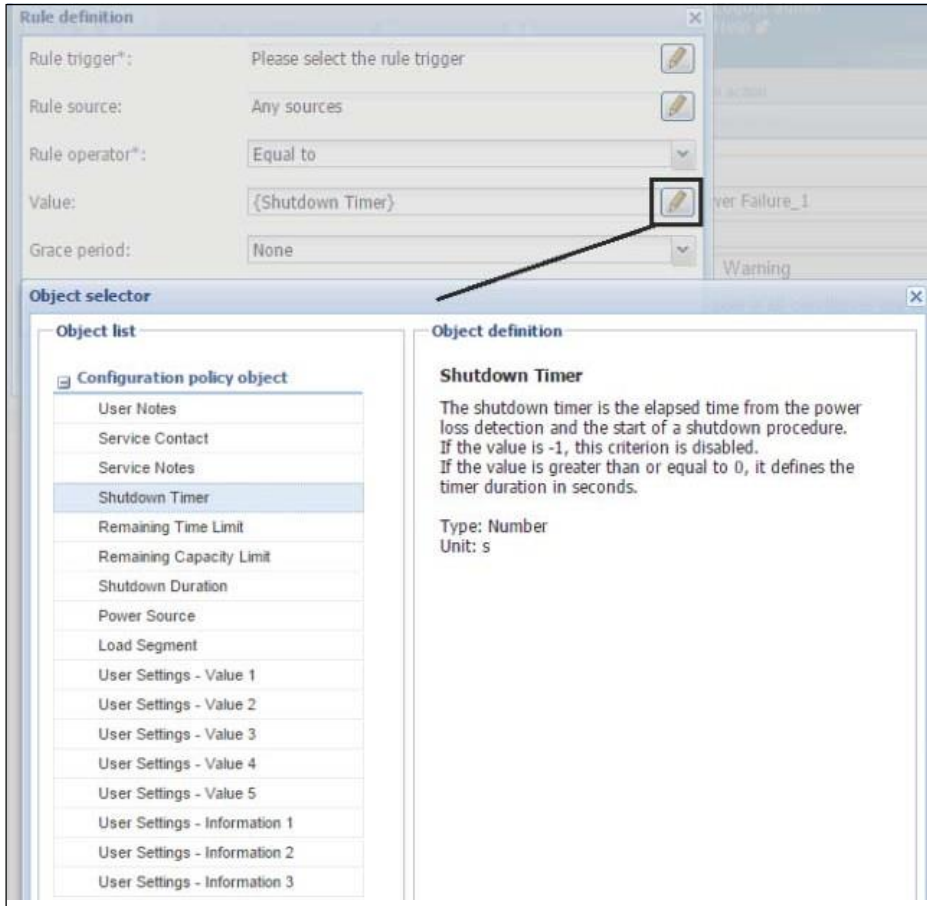 Rule definition
Rule trigger*: Please select the rule trigger
Rule source: Any sources
Rule operator*: Equal to
Value: {Shutdown Timer}
Grace period: None
ver Failure_1
Warning
Object selector
Object list
Configuration policy object
User Notes
Service Contact
Service Notes
Shutdown Timer
Remaining Time Limit
Remaining Capacity Limit
Shutdown Duration
Power Source
Load Segment
User Settings - Value 1
User Settings - Value 2
User Settings - Value 3
User Settings - Value 4
User Settings - Value 5
User Settings - Information 1
User Settings - Information 2
User Settings - Information 3
Object definition
Shutdown Timer
The shutdown timer is the elapsed time from the power
loss detection and the start of a shutdown procedure.
If the value is -1, this criterion is disabled.
If the value is greater than or equal to 0, it defines the
timer duration in seconds.
Type: Number
Unit: s